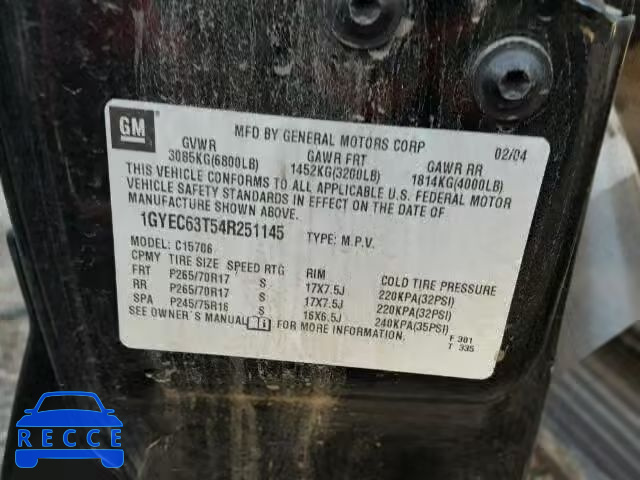 GM
MFD BY GENERAL MOTORS CORP 02/04
GVWR GAWR FRT GAWR RR
3085KG(6800LB) 1452KG(3200LB) 1814KG(4000LB)
THIS VEHICLE CONFORMS TO ALL APPLICABLE U.S. FEDERAL MOTOR
VEHICLE SAFETY STANDARDS IN EFFECT ON THE DATE OF
MANUFACTURE SHOWN ABOVE.
1GYEC63T54R251145 TYPE: M.P.V.
MODEL: C15706
CPMY TIRE SIZE SPEED RTG RIM COLD TIRE PRESSURE
FRT P265/70R17 S 17X7.5J 220KPA(32PSI)
RR P265/70R17 S 17X7.5J 220KPA(32PSI)
SPA P245/75R16 S 16X6.5J 240KPA(35PSI)
SEE OWNER'S MANUAL FOR MORE INFORMATION.
F 301
T 335
RECCE